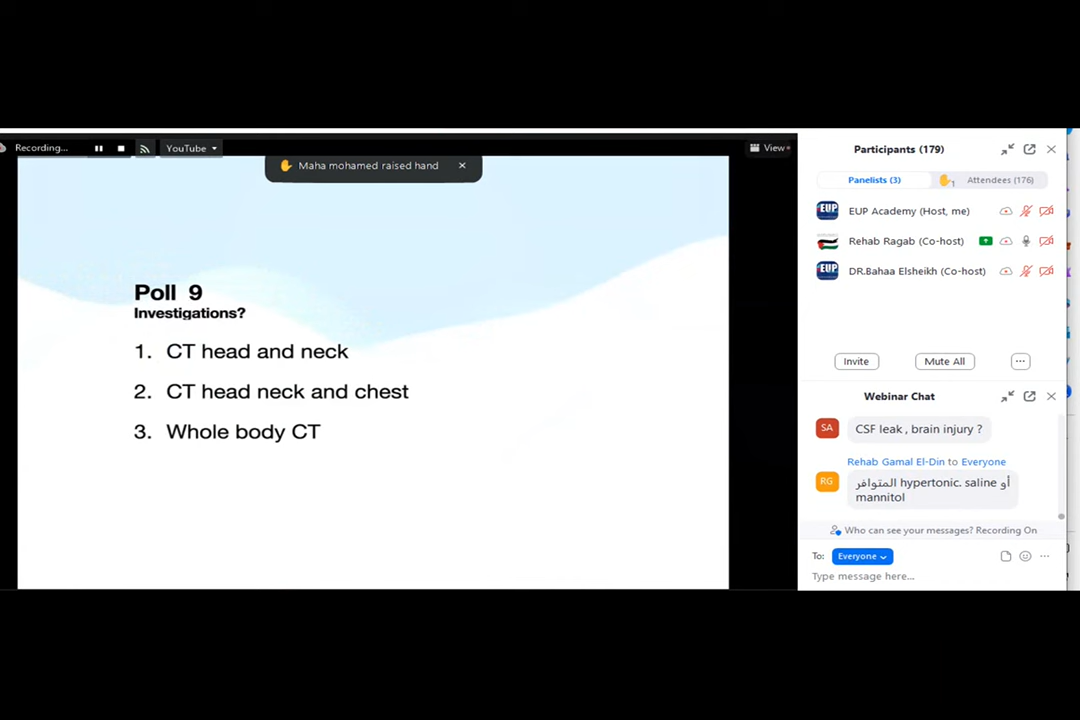 Recording...
YouTube
Maha mohamed raised hand
View
Poll 9
Investigations?
1. CT head and neck
2. CT head neck and chest
3. Whole body CT
Participants (179)
Panelists (3)
1
Attendees (176)
EUP
EUP Academy (Host, me)
Rehab Ragab (Co-host)
EUP
DR.Bahaa Elsheikh (Co-host)
Invite
Mute All
...
Webinar Chat
SA
CSF leak , brain injury ?
Rehab Gamal El-Din to Everyone
RG
المتوافر hypertonic. saline أو
mannitol
Who can see your messages? Recording On
To:
Everyone
...
Type message here...